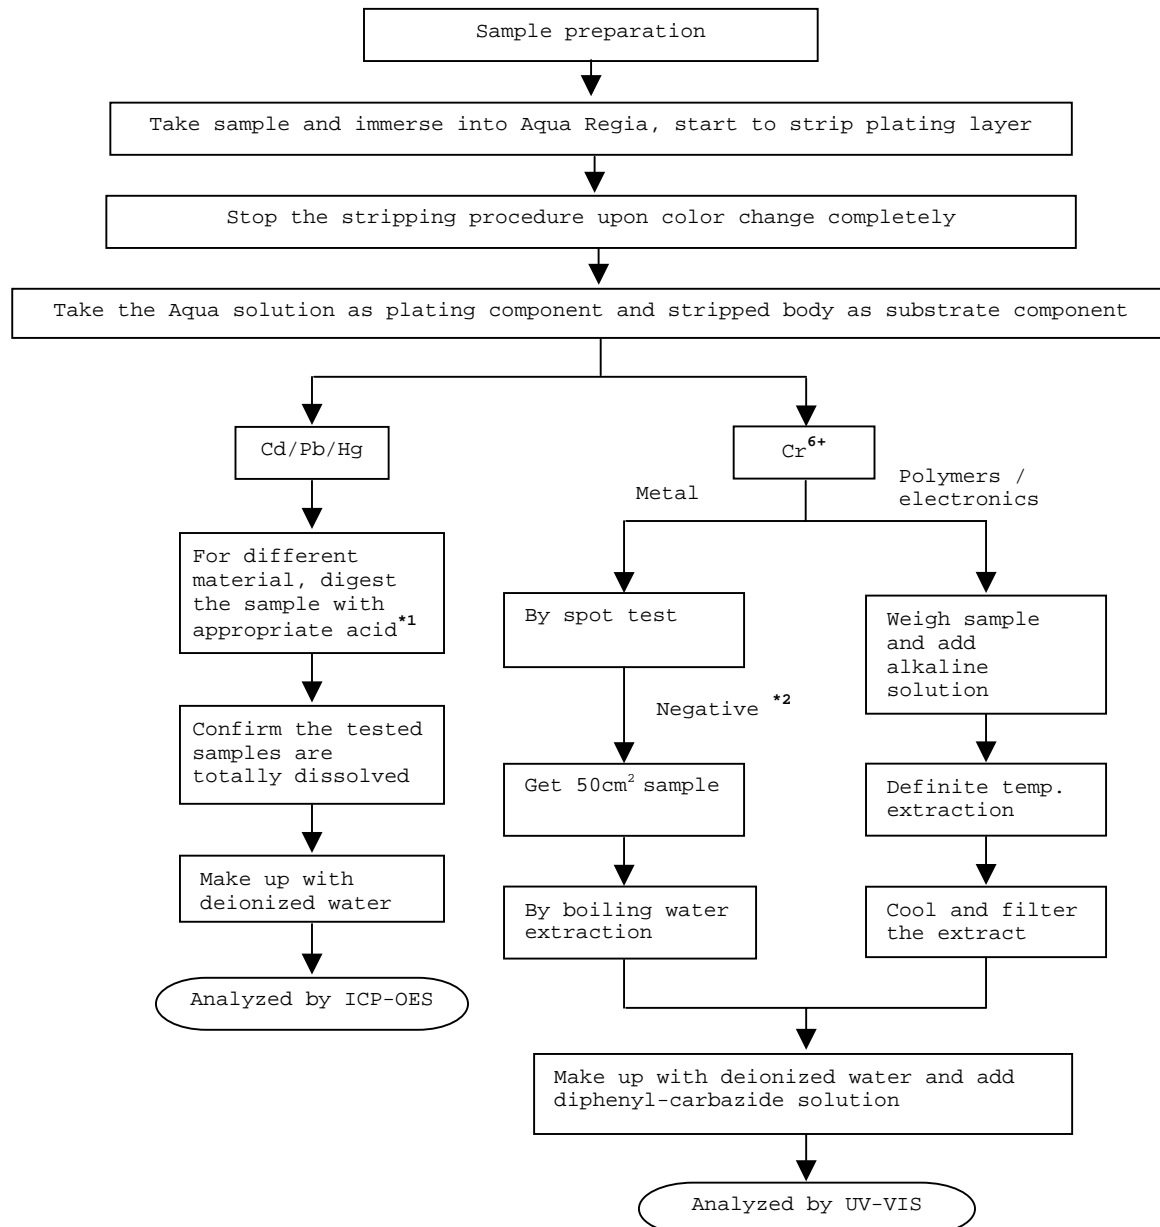 Sample preparation
Take sample and immerse into Aqua Regia, start to strip plating layer
Stop the stripping procedure upon color change completely
Take the Aqua solution as plating component and stripped body as substrate component
Cd/Pb/Hg
For different
material, digest
the sample with
appropriate acid*1
Confirm the tested
samples are
totally dissolved
Make up with
deionized water
Analyzed by ICP-OES
Cr6+
Metal
Polymers /
electronics
By spot test
Negative *2
Get 50cm² sample
By boiling water
extraction
Weigh sample
and add
alkaline
solution
Definite temp.
extraction
Cool and filter
the extract
Make up with deionized water and add
diphenyl-carbazide solution
Analyzed by UV-VIS